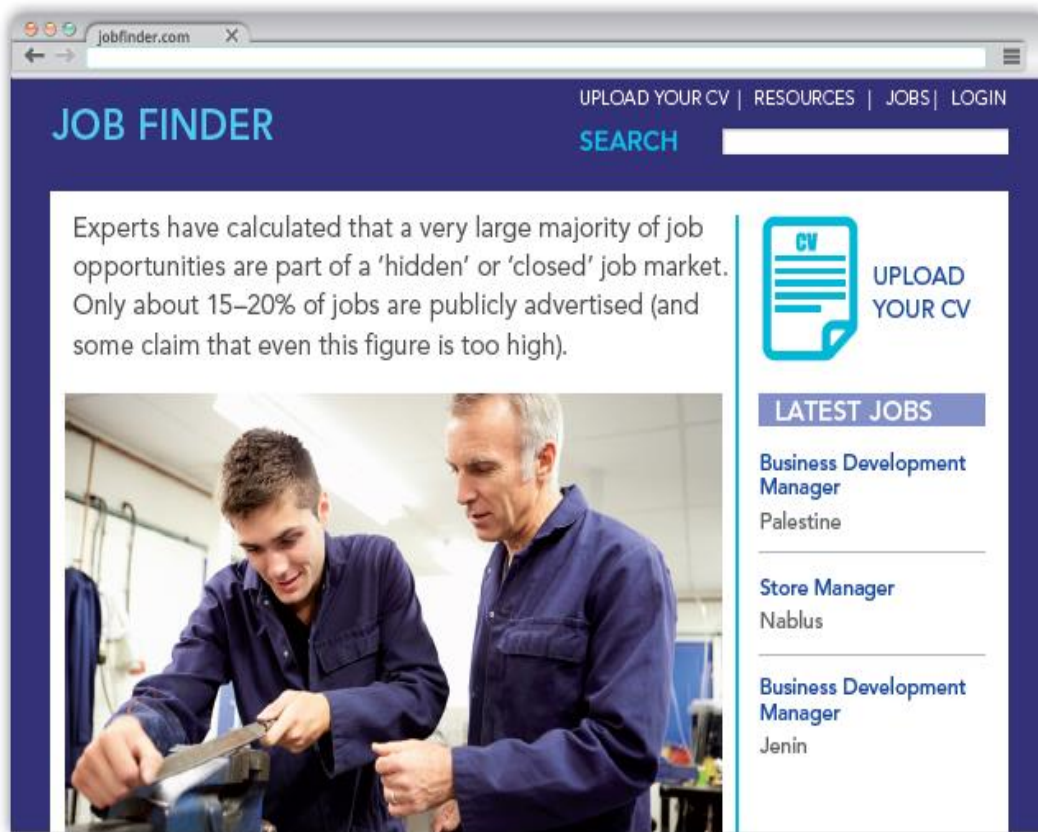 jobfinder.com
JOB FINDER
UPLOAD YOUR CV | RESOURCES | JOBS | LOGIN
SEARCH
Experts have calculated that a very large majority of job
opportunities are part of a ‘hidden’ or ‘closed’ job market.
Only about 15–20% of jobs are publicly advertised (and
some claim that even this figure is too high).
CV
UPLOAD
YOUR CV
LATEST JOBS
Business Development
Manager
Palestine
Store Manager
Nablus
Business Development
Manager
Jenin